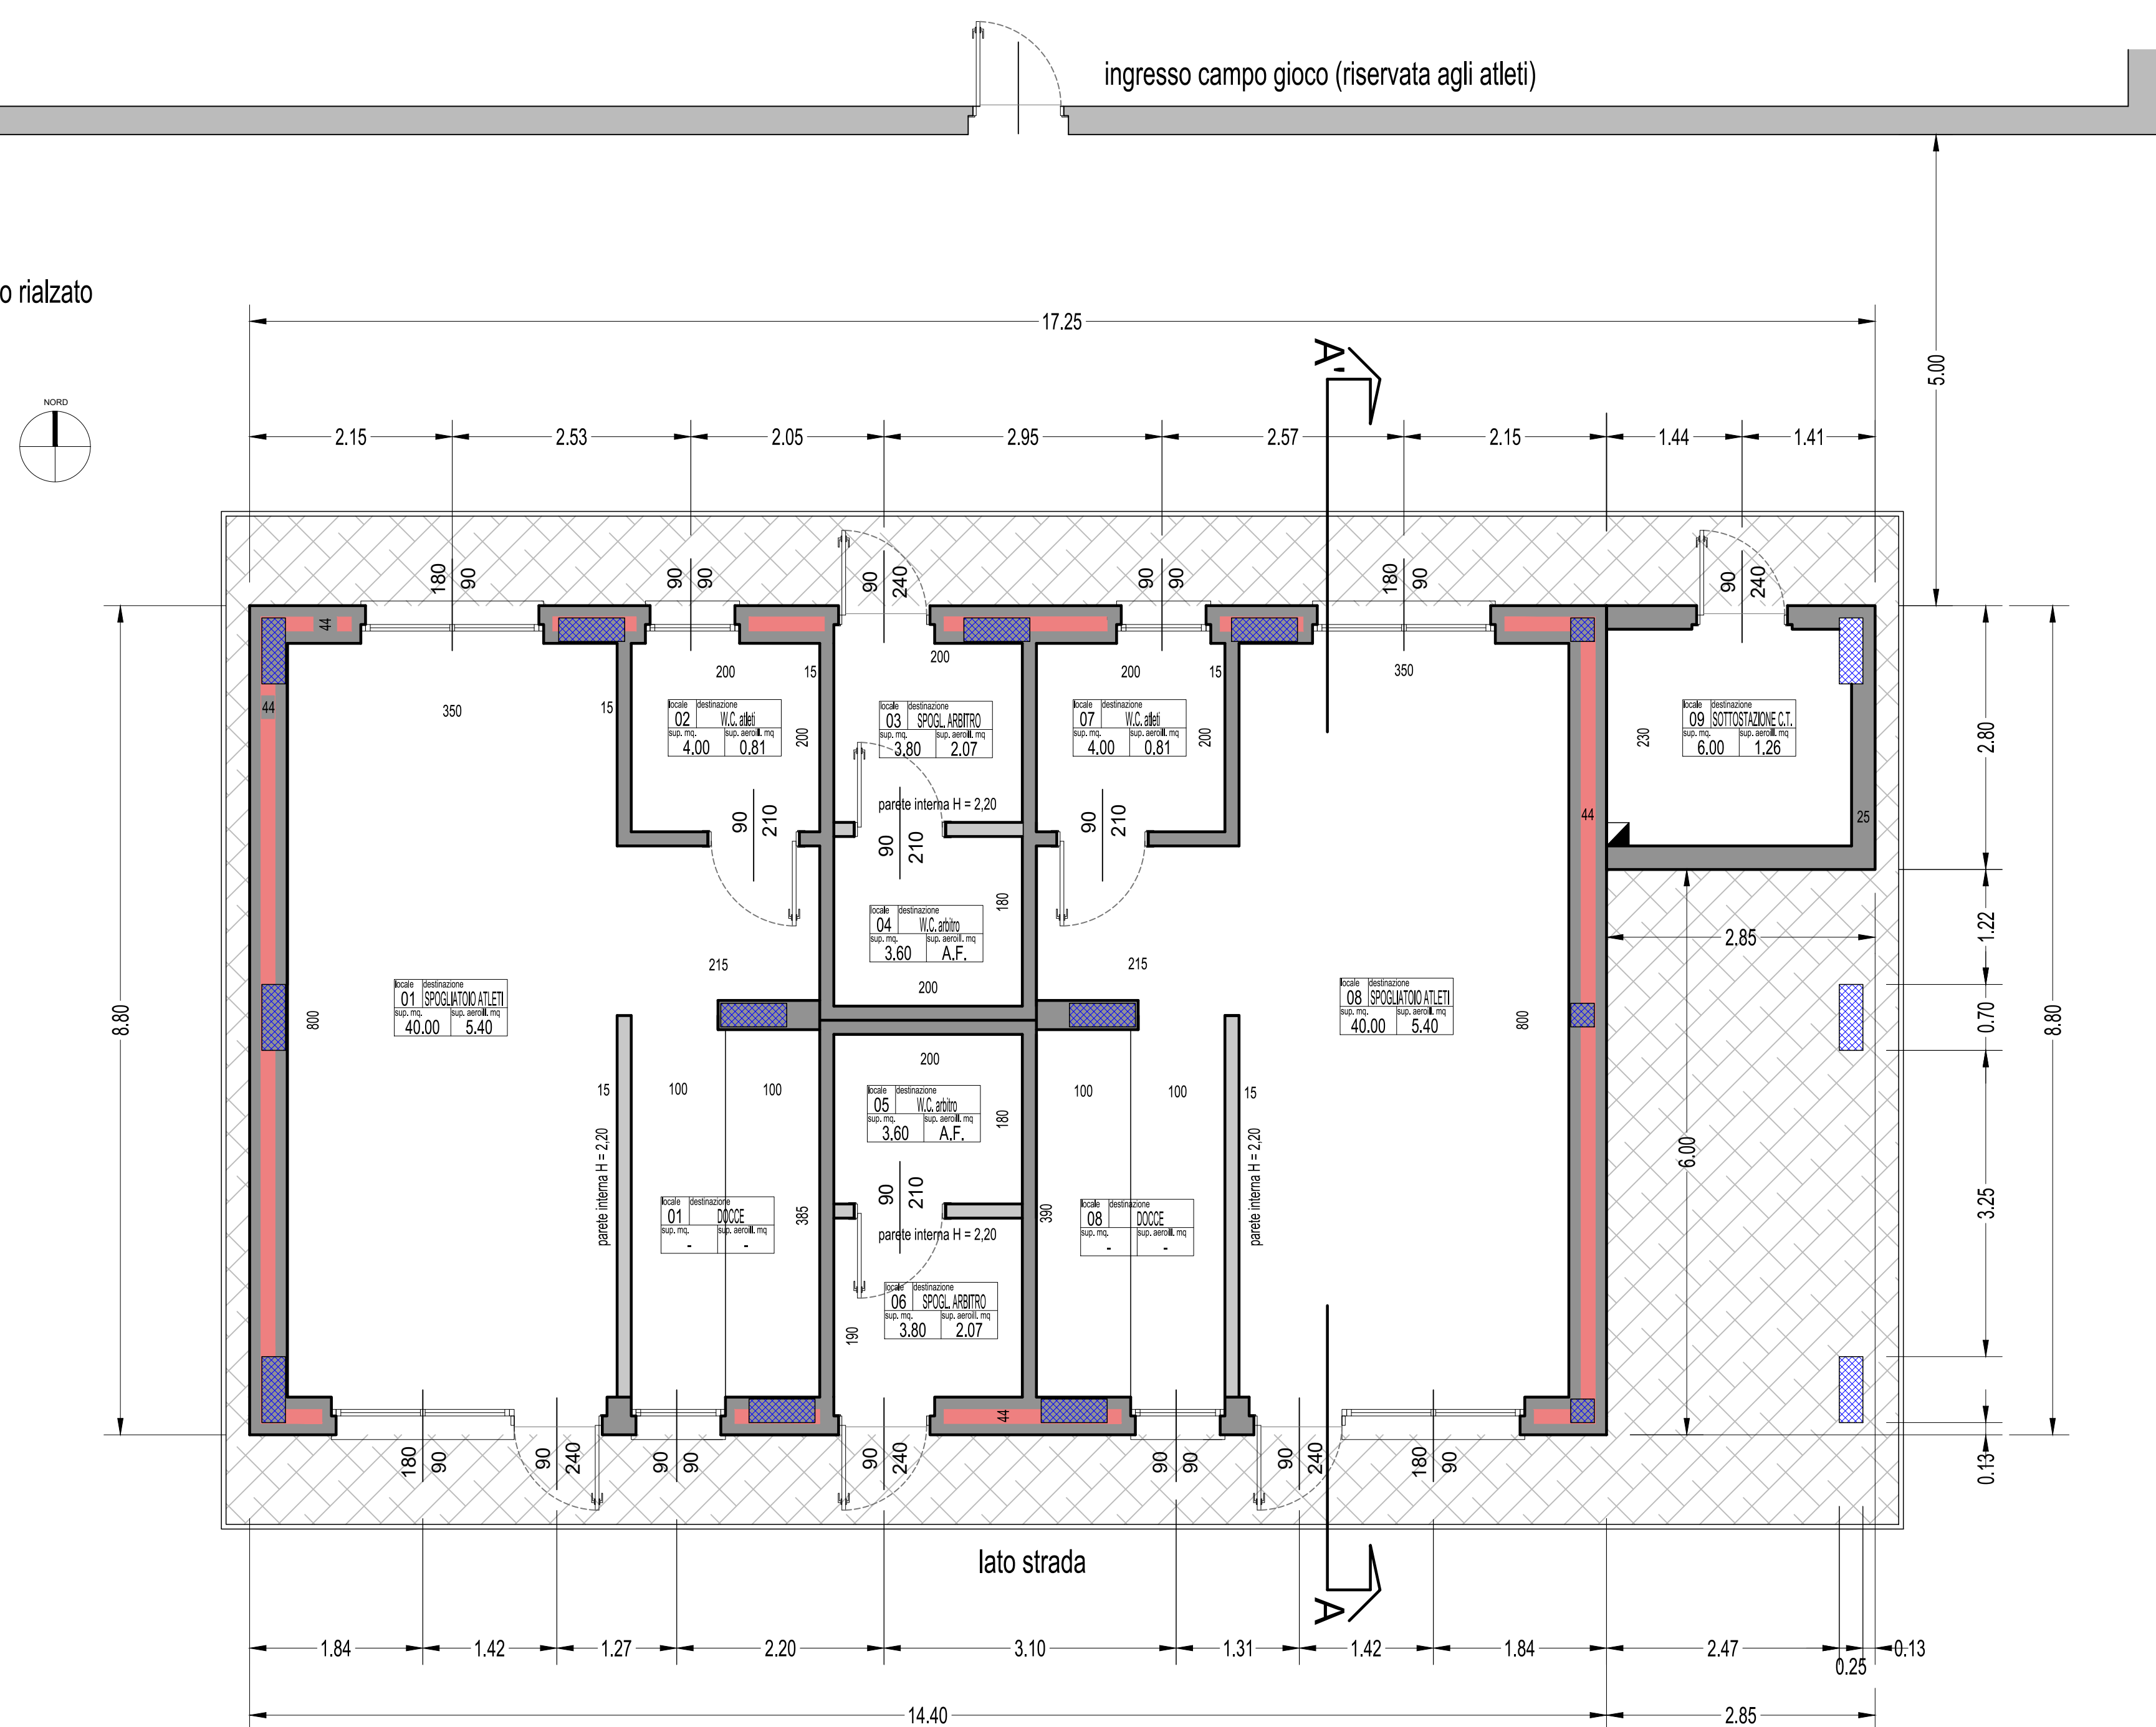 ingresso campo gioco (riservata agli atleti)
o rialzato
17.25
5.00
NORD
A'
2.15 2.53 2.05 2.95 2.57 2.15 1.44 1.41
180 90
90 90
90 240
90 90
180 90
90 240
8.80
44
44
350
15
200
15
200
200
15
350
locale destinazione
02 W.C. atleti
sup. mq. sup. aeroill. mq
4.00 0.81
200
locale destinazione
03 SPOGL. ARBITRO
sup. mq. sup. aeroill. mq
3.80 2.07
locale destinazione
07 W.C. atleti
sup. mq. sup. aeroill. mq
4.00 0.81
200
230
locale destinazione
09 SOTTOSTAZIONE C.T.
sup. mq. sup. aeroill. mq
6.00 1.26
2.80
parete interna H = 2,20
90 210
90 210
90 210
44
25
180
locale destinazione
04 W.C. arbitro
sup. mq. sup. aeroill. mq
3.60 A.F.
1.22
2.85
215
215
200
locale destinazione
01 SPOGLIATOIO ATLETI
sup. mq. sup. aeroill. mq
40.00 5.40
800
locale destinazione
08 SPOGLIATOIO ATLETI
sup. mq. sup. aeroill. mq
40.00 5.40
800
0.70
8.80
200
15
100
100
100
100
15
locale destinazione
05 W.C. arbitro
sup. mq. sup. aeroill. mq
3.60 A.F.
180
6.00
parete interna H = 2,20
parete interna H = 2,20
90 210
3.25
locale destinazione
01 DOCCE
sup. mq. sup. aeroill. mq
- -
385
390
locale destinazione
08 DOCCE
sup. mq. sup. aeroill. mq
- -
parete interna H = 2,20
locale destinazione
06 SPOGL. ARBITRO
sup. mq. sup. aeroill. mq
3.80 2.07
190
44
180 90
90 240
90 90
90 240
90 90
90 240
180 90
0.13
lato strada
A
1.84 1.42 1.27 2.20 3.10 1.31 1.42 1.84 2.47 0.13
0.25
14.40 2.85